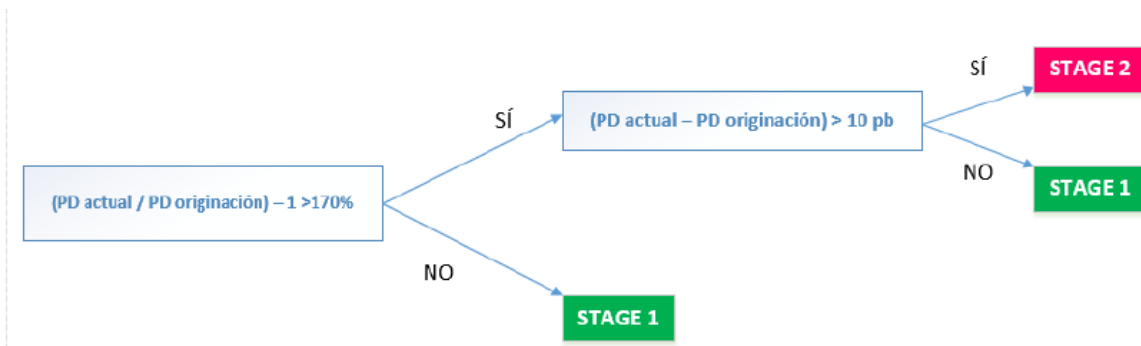 SÍ
STAGE 2
SÍ
(PD actual – PD originación) > 10 pb
NO
STAGE 1
(PD actual / PD originación) – 1 >170%
NO
STAGE 1